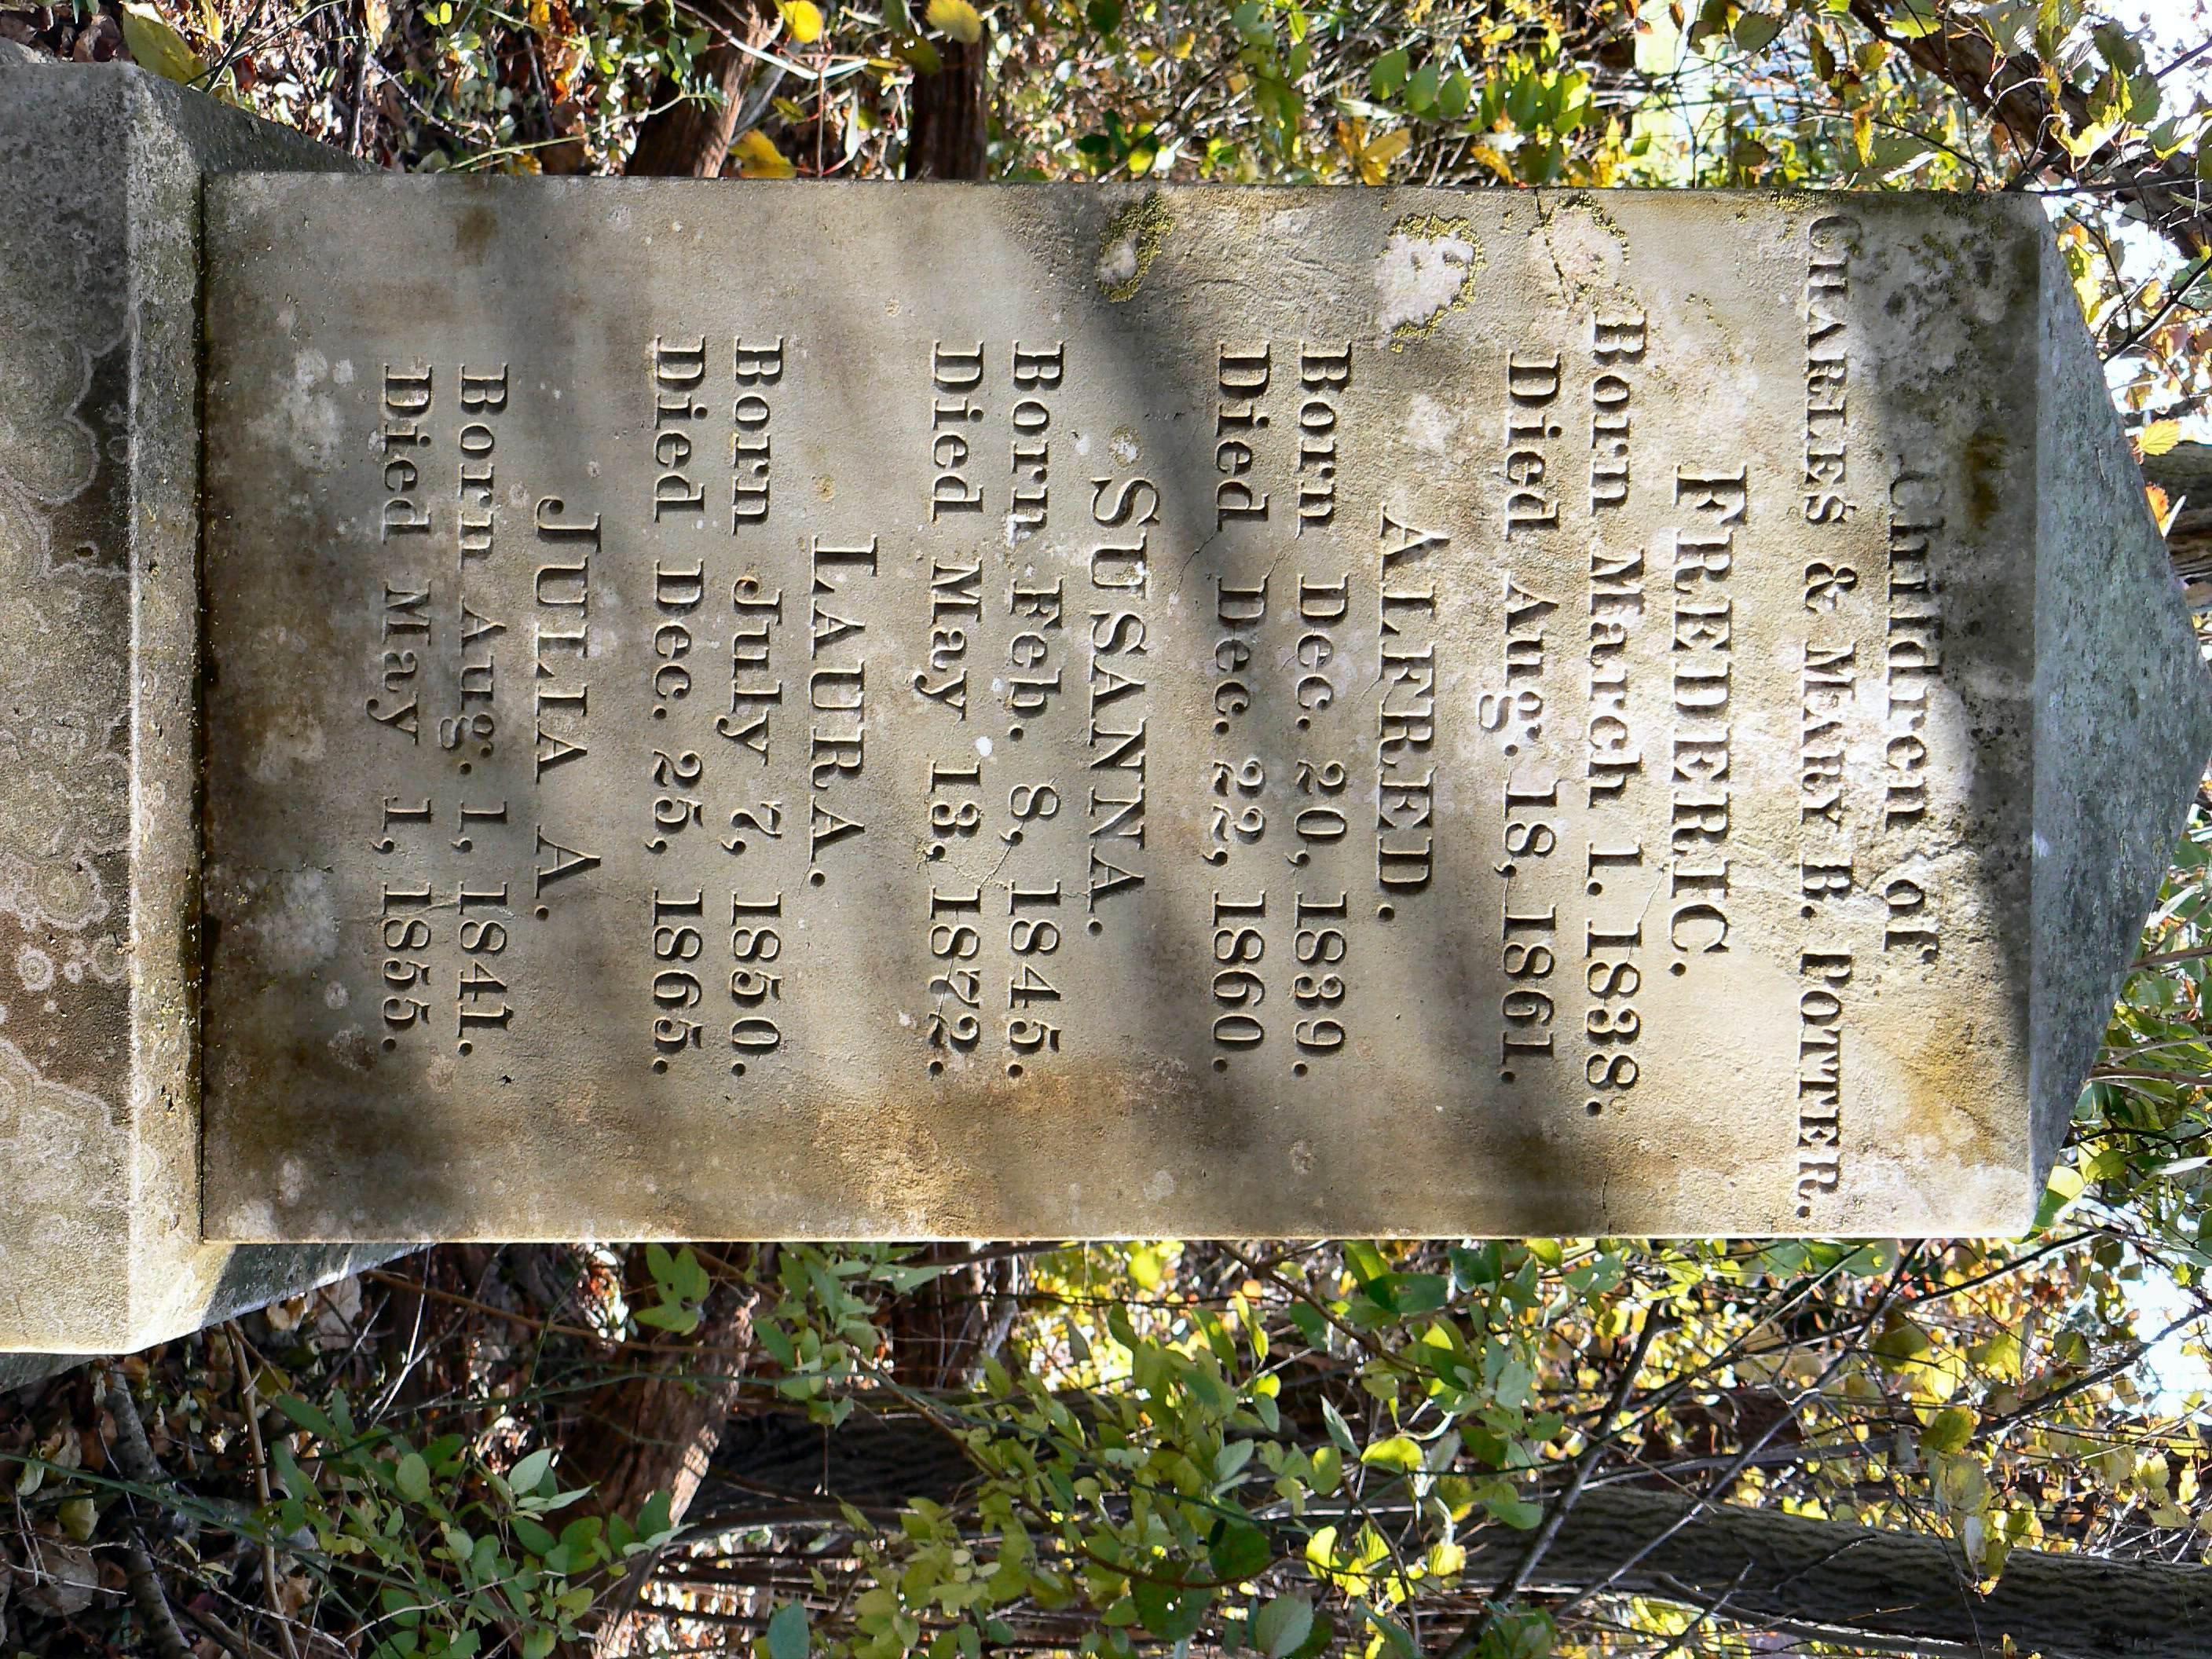 Children of
CHARLES & MARY R. POTTER.
FREDERIC.
Born March 1. 1838.
Died Aug. 18, 1861.
ALFRED.
Born Dec. 20, 1839.
Died Dec. 22, 1860.
SUSANNA.
Born Feb. 8, 1845.
Died May 13, 1872.
LAURA.
Born July 7, 1850.
Died Dec. 25, 1865.
JULIA A.
Born Aug. 1, 1841.
Died May 1, 1855.